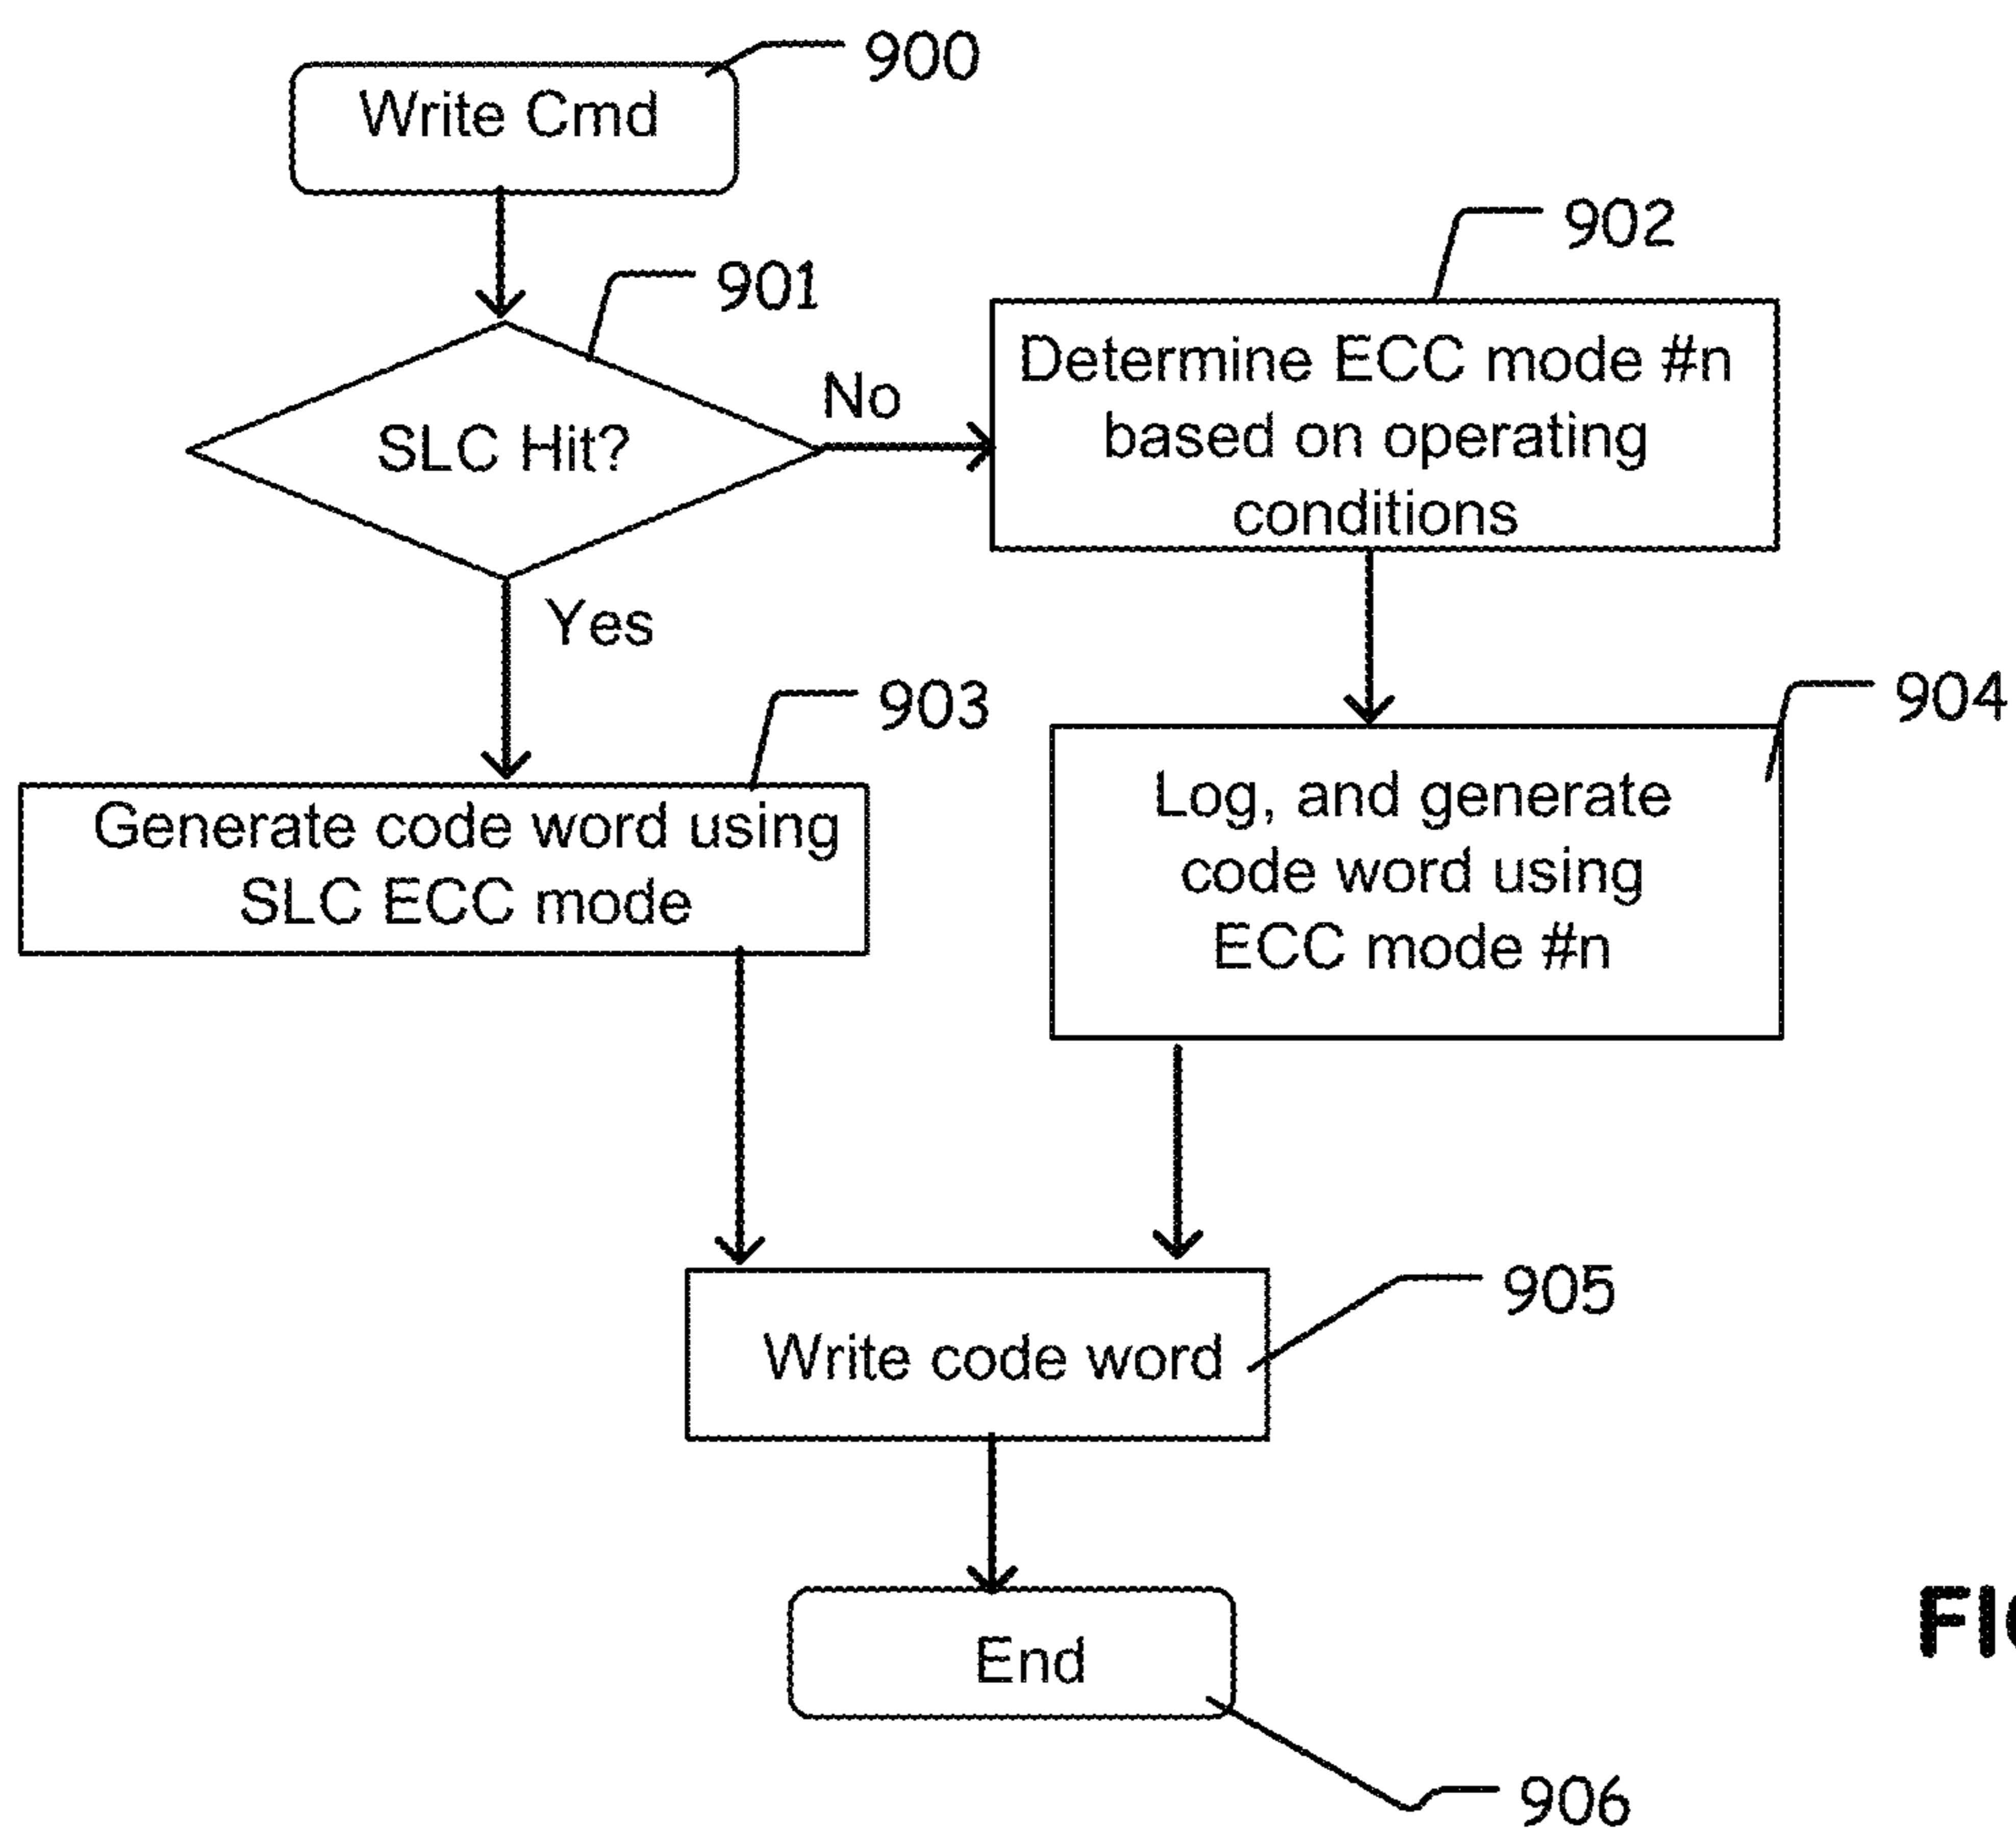 900
Write Cmd
901
902
SLC Hit?
No
Determine ECC mode #n
based on operating
conditions
Yes
903
Generate code word using
SLC ECC mode
904
Log, and generate
code word using
ECC mode #n
905
Write code word
End
906